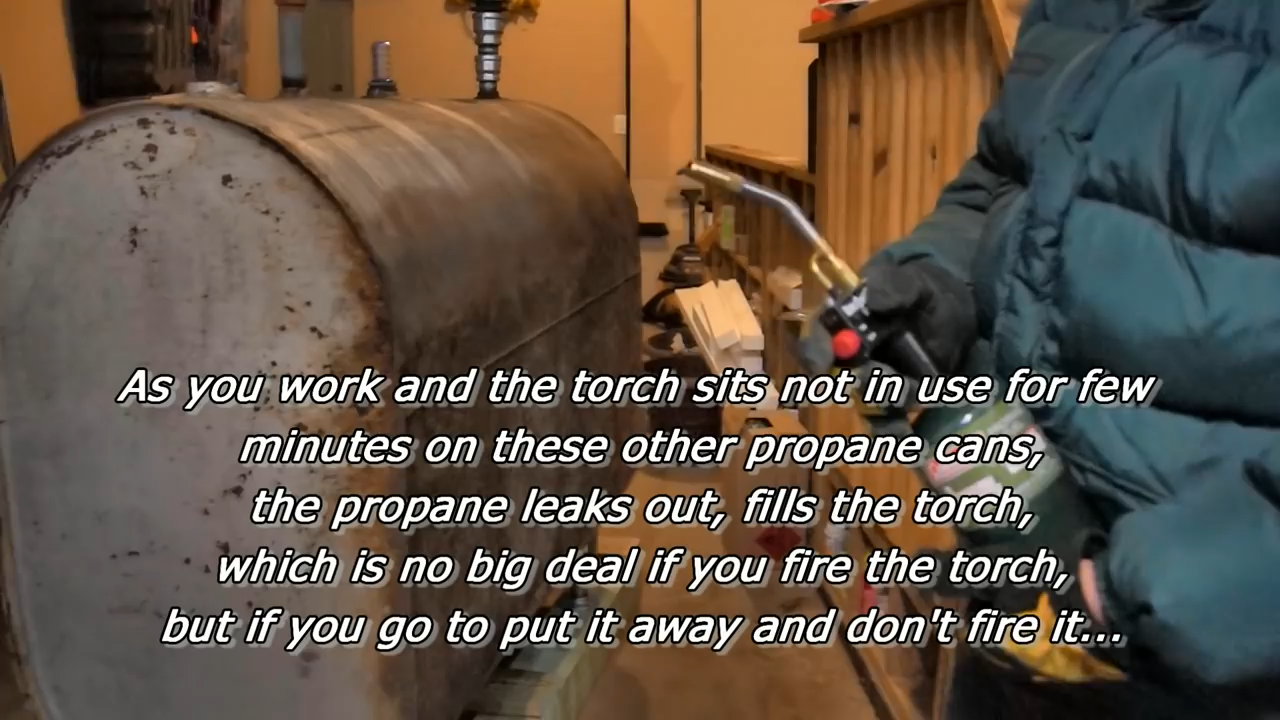 As you work and the torch sits not in use for few
minutes on these other propane cans,
the propane leaks out, fills the torch,
which is no big deal if you fire the torch,
but if you go to put it away and don't fire it...